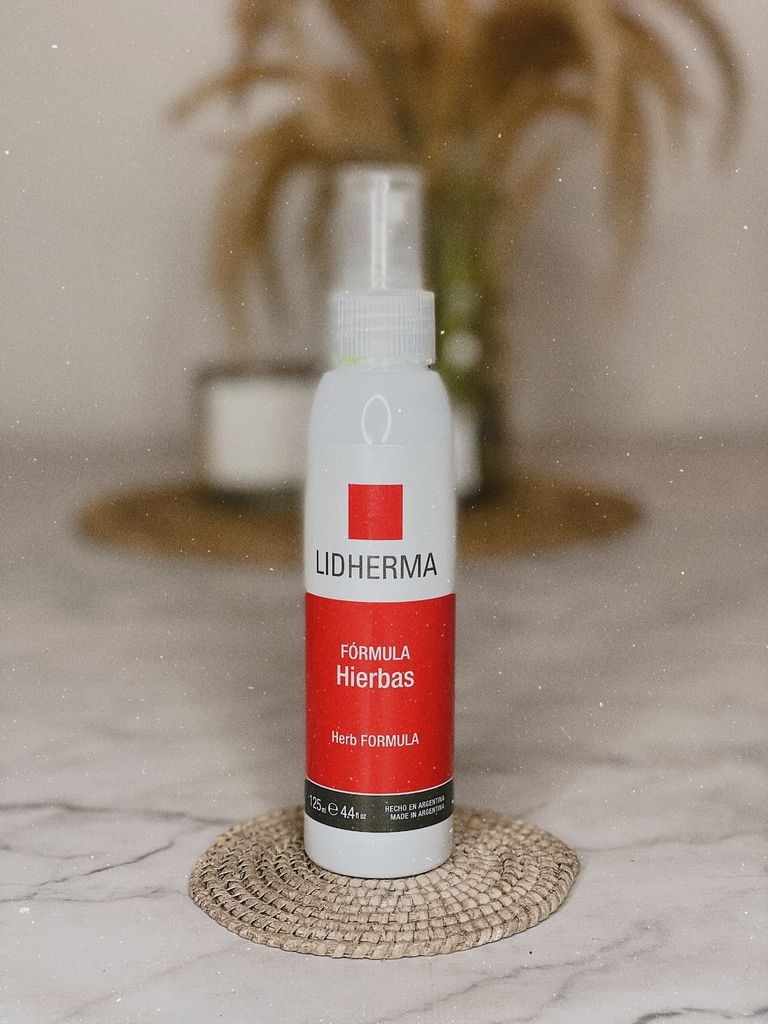 LIDHERMA
FÓRMULA
Hierbas
Herb FORMULA
125 ml ℮ 4.4 fl oz
HECHO EN ARGENTINA
MADE IN ARGENTINA